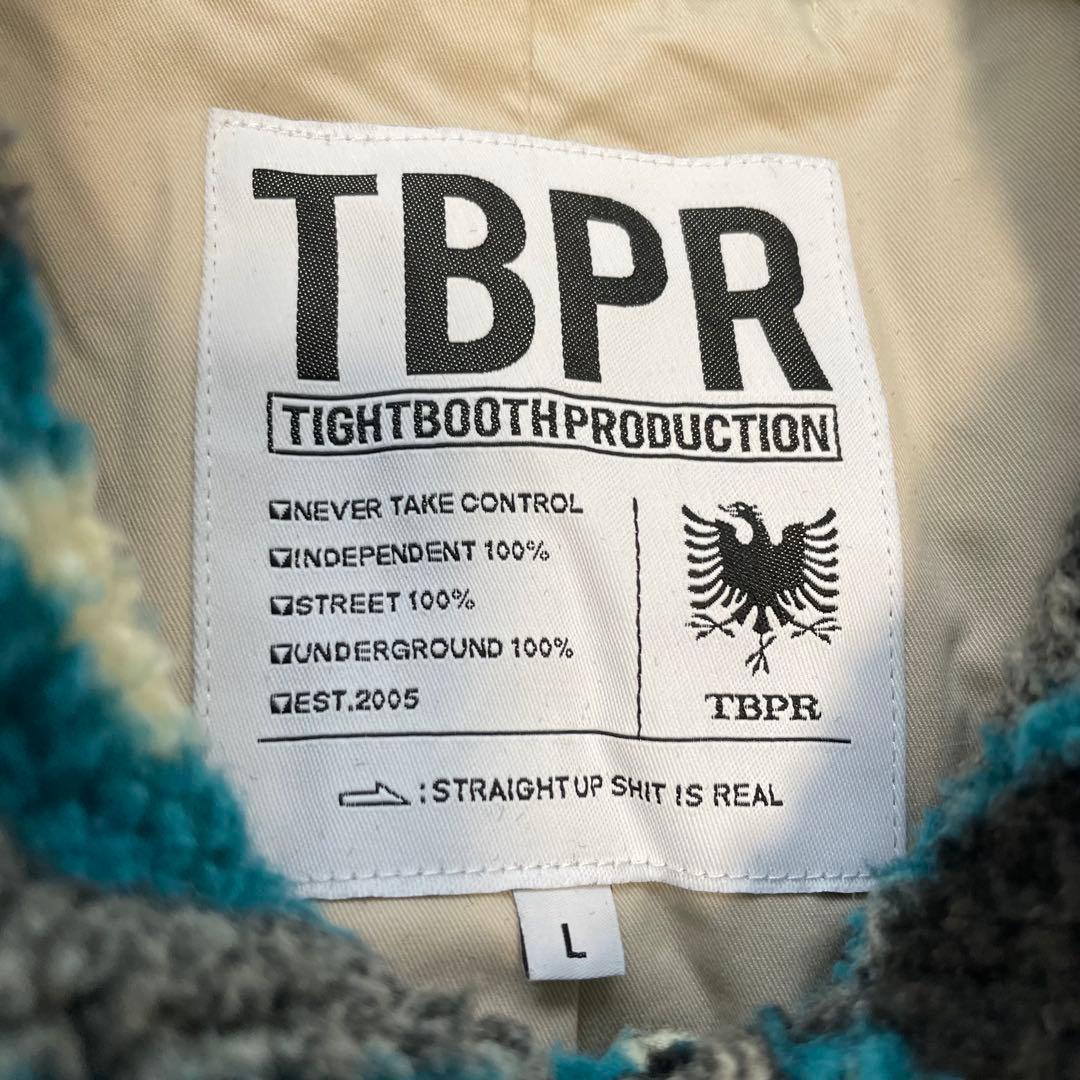 TBPR
TIGHTBOOTHPRODUCTION
NEVER TAKE CONTROL
INDEPENDENT 100%
STREET 100%
UNDERGROUND 100%
EST.2005
TBPR
:STRAIGHT UP SHIT IS REAL
L